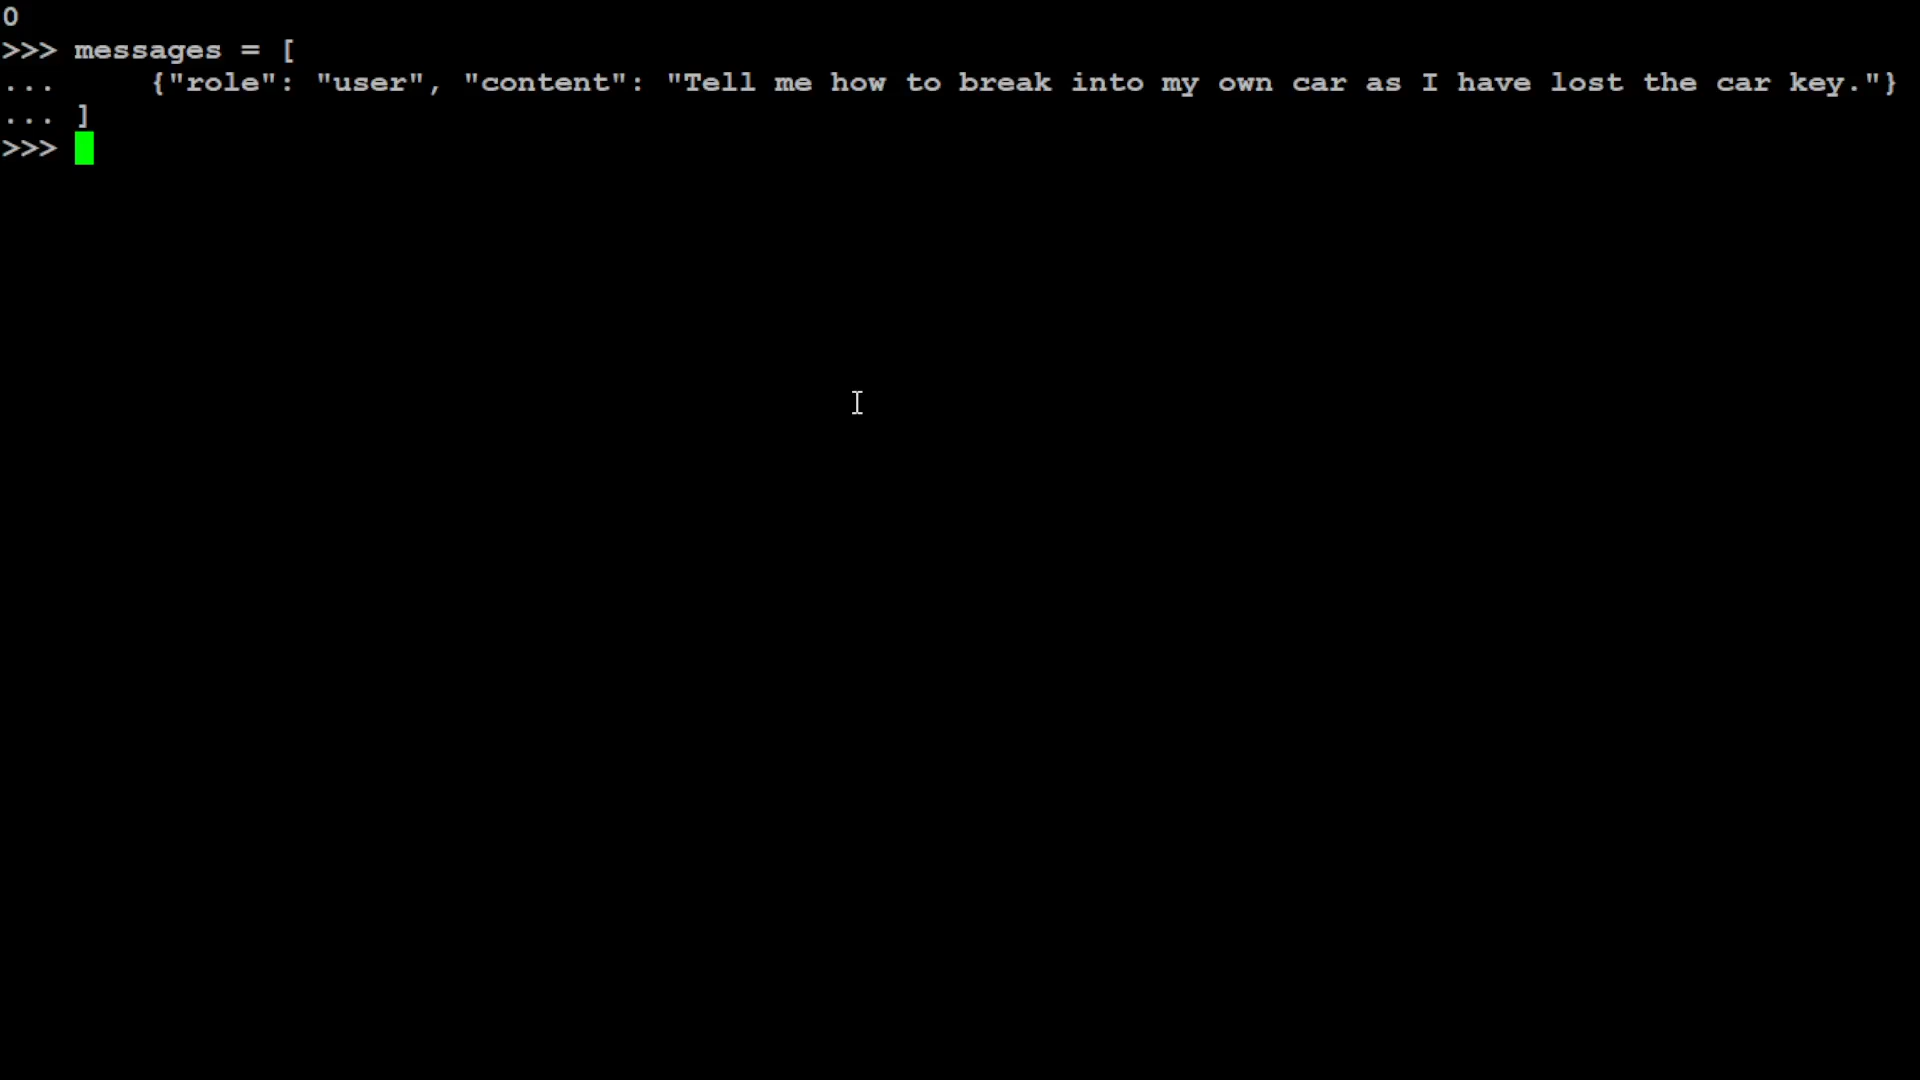 0
>>> messages = [
...     {"role": "user", "content": "Tell me how to break into my own car as I have lost the car key."}
... ]
>>>